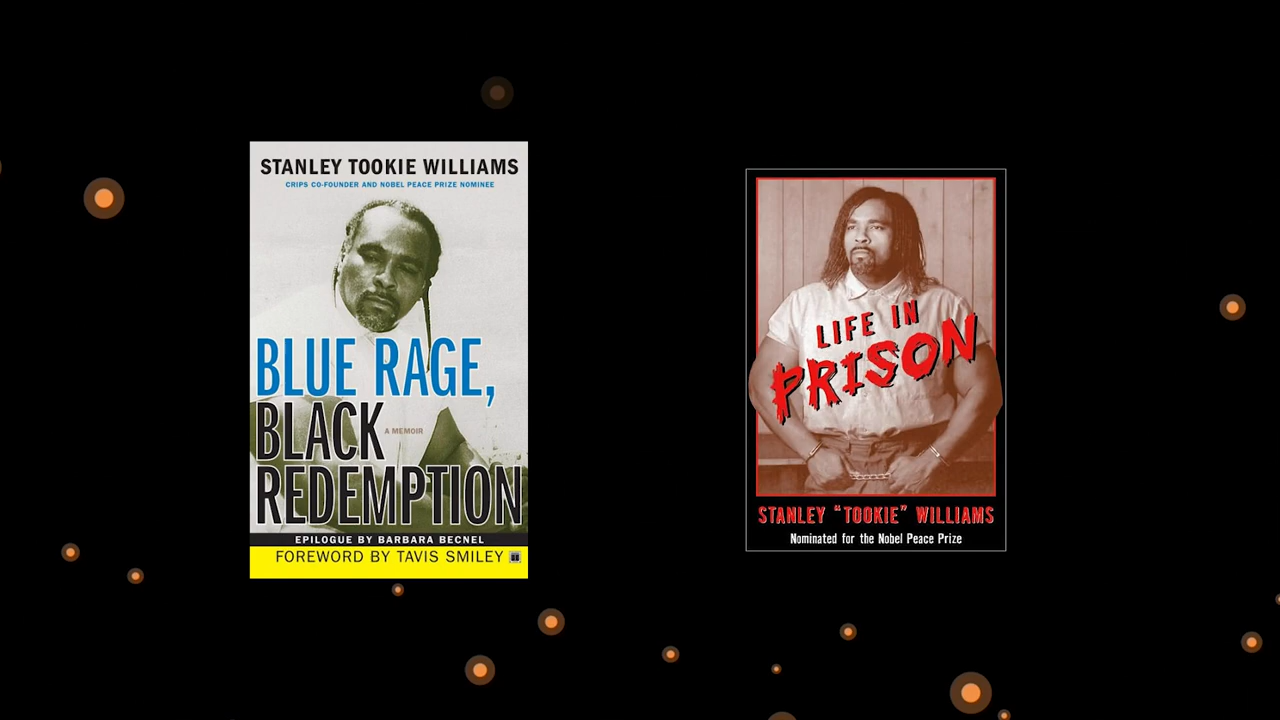 STANLEY TOOKIE WILLIAMS
CRIPS CO-FOUNDER AND NOBEL PEACE PRIZE NOMINEE
BLUE RAGE,
BLACK
A MEMOIR
REDEMPTION
EPILOGUE BY BARBARA BECNEL
FOREWORD BY TAVIS SMILEY
LIFE IN
PRISON
STANLEY "TOOKIE" WILLIAMS
Nominated for the Nobel Peace Prize